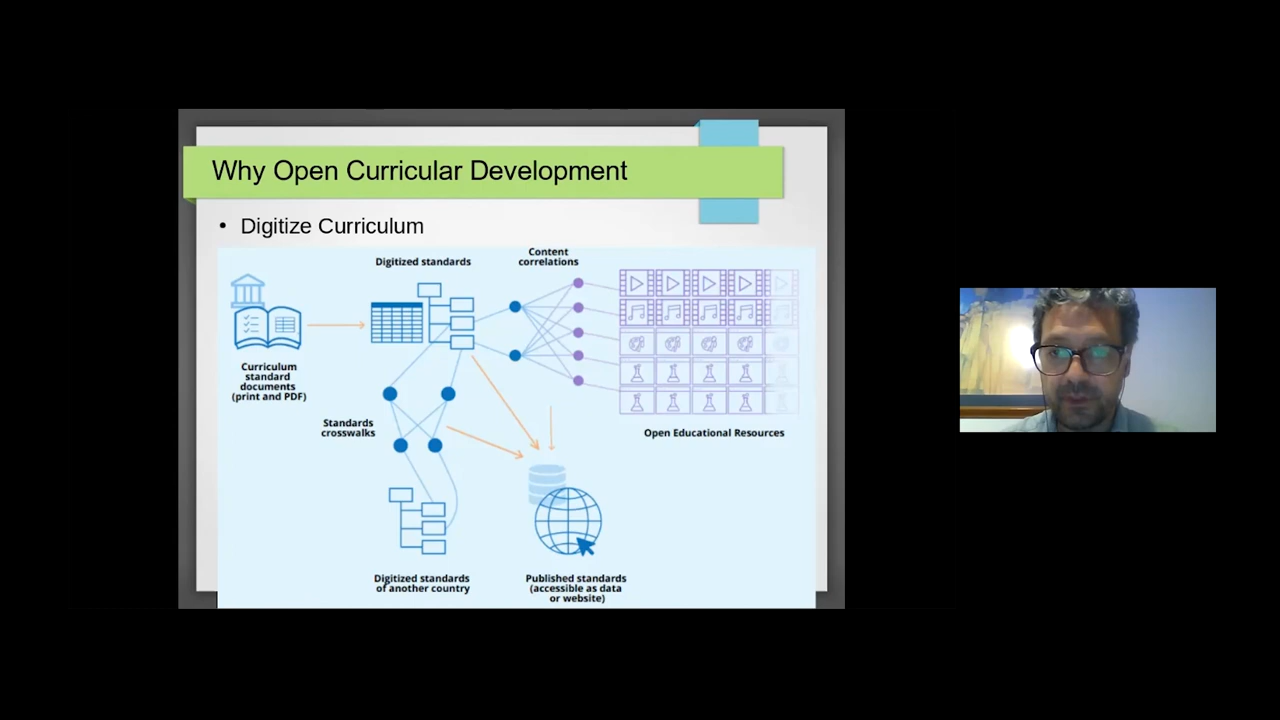 Why Open Curricular Development
• Digitize Curriculum
Digitized standards
Content
correlations
Curriculum
standard
documents
(print and PDF)
Standards
crosswalks
Open Educational Resources
Digitized standards
of another country
Published standards
(accessible as data
or website)